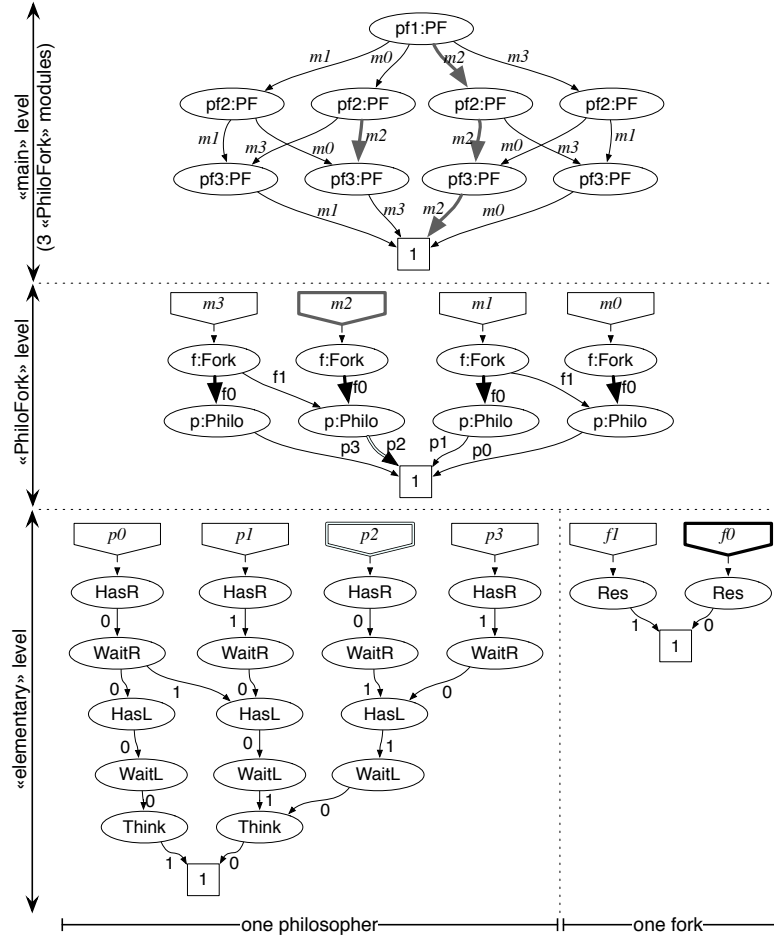 pf1:PF
m1 m0 m2 m3
pf2:PF pf2:PF pf2:PF pf2:PF
m1 m3 m0 m2 m2 m0 m3 m1
pf3:PF pf3:PF pf3:PF pf3:PF
m1 m3 m2 m0
1
«main» level
(3 «PhiloFork» modules)
m3 m2 m1 m0
f:Fork f:Fork f:Fork f:Fork
f0 f1 f0 f0 f1 f0
p:Philo p:Philo p:Philo p:Philo
p3 p2 p1 p0
1
«PhiloFork» level
p0 p1 p2 p3 f1 f0
HasR HasR HasR HasR Res Res
0 1 0 1 1 0
1
WaitR WaitR WaitR WaitR
0 1 0 1 0
HasL HasL HasL
0 0 1
WaitL WaitL WaitL
0 1 0
Think Think
1 0
1
«elementary» level
one philosopher one fork